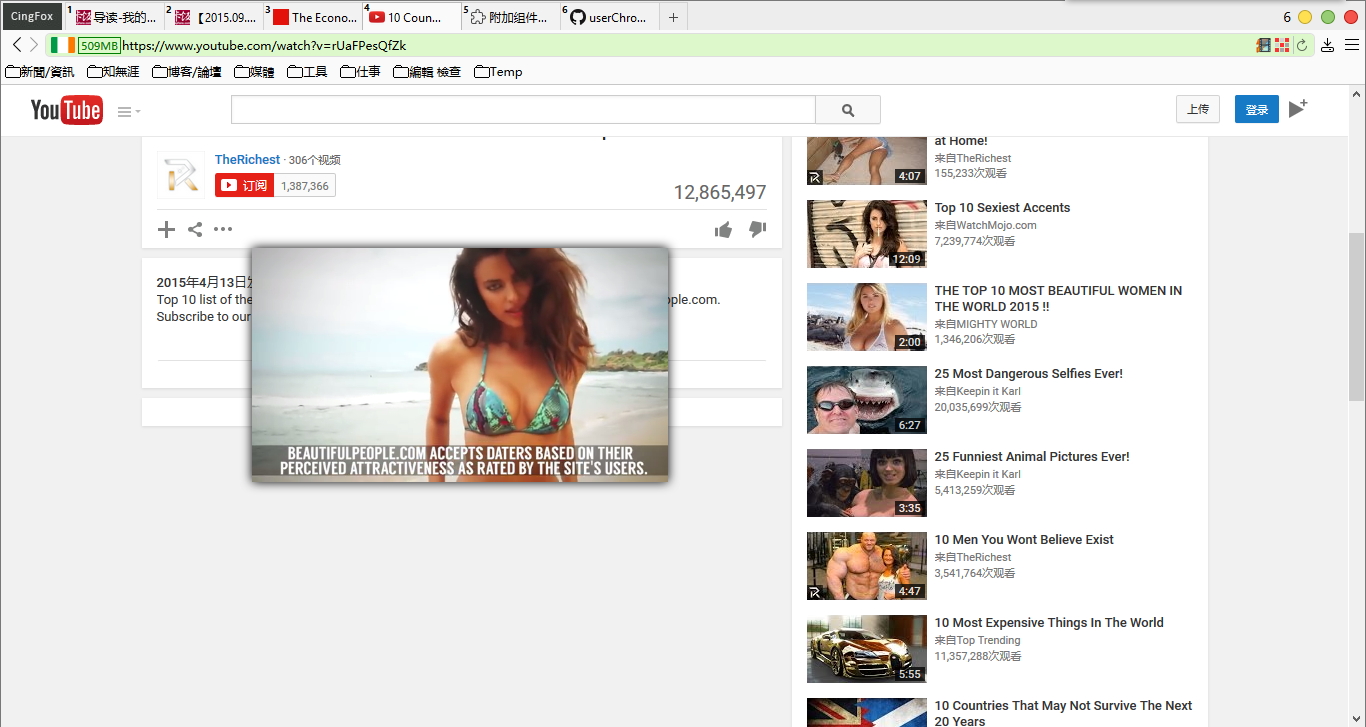 CingFox
1 导读-我的...
2 【2015.09....
3 The Econo...
4 10 Coun...
5 附加组件...
6 userChro...
+
6
509MB https://www.youtube.com/watch?v=rUaFPesQfZk
新聞/資訊 知無涯 博客/論壇 媒體 工具 仕事 編輯 檢查 Temp
YouTube
上传 登录
TheRichest · 306个视频
订阅 1,387,366
12,865,497
2015年4月13日
Top 10 list of the
ple.com.
Subscribe to our
BEAUTIFULPEOPLE.COM ACCEPTS DATERS BASED ON THEIR
PERCEIVED ATTRACTIVENESS AS RATED BY THE SITE'S USERS.
at Home!
来自TheRichest
155,233次观看
4:07
Top 10 Sexiest Accents
来自WatchMojo.com
7,239,774次观看
12:09
THE TOP 10 MOST BEAUTIFUL WOMEN IN
THE WORLD 2015 !!
来自MIGHTY WORLD
1,346,206次观看
2:00
25 Most Dangerous Selfies Ever!
来自Keepin it Karl
20,035,699次观看
6:27
25 Funniest Animal Pictures Ever!
来自Keepin it Karl
5,413,259次观看
3:35
10 Men You Wont Believe Exist
来自TheRichest
3,541,764次观看
4:47
10 Most Expensive Things In The World
来自Top Trending
11,357,288次观看
5:55
10 Countries That May Not Survive The Next
20 Years